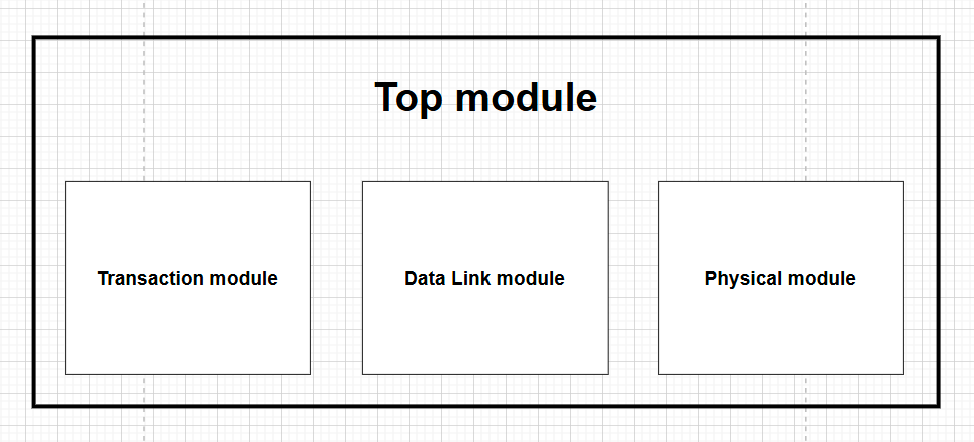 Top module
Transaction module
Data Link module
Physical module